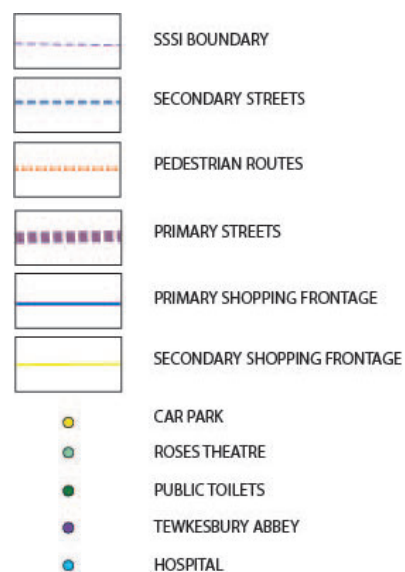 SSSI BOUNDARY
SECONDARY STREETS
PEDESTRIAN ROUTES
PRIMARY STREETS
PRIMARY SHOPPING FRONTAGE
SECONDARY SHOPPING FRONTAGE
CAR PARK
ROSES THEATRE
PUBLIC TOILETS
TEWKESBURY ABBEY
HOSPITAL